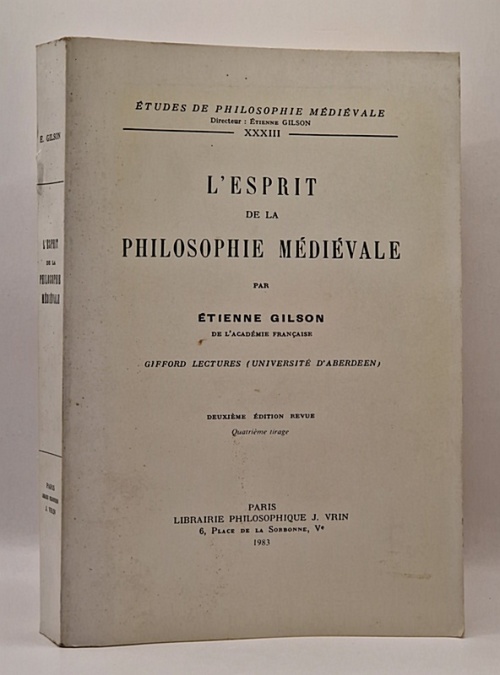 ÉTUDES DE PHILOSOPHIE MÉDIÉVALE
Directeur : ÉTIENNE GILSON
XXXIII
L'ESPRIT
DE LA
PHILOSOPHIE MÉDIÉVALE
PAR
ÉTIENNE GILSON
DE L'ACADÉMIE FRANÇAISE
GIFFORD LECTURES (UNIVERSITÉ D'ABERDEEN)
DEUXIÈME ÉDITION REVUE
Quatrième tirage
PARIS
LIBRAIRIE PHILOSOPHIQUE J. VRIN
6, PLACE DE LA SORBONNE, Ve
1983
E. GILSON
L'ESPRIT
DE LA
PHILOSOPHIE
MÉDIÉVALE
PARIS
J. VRIN